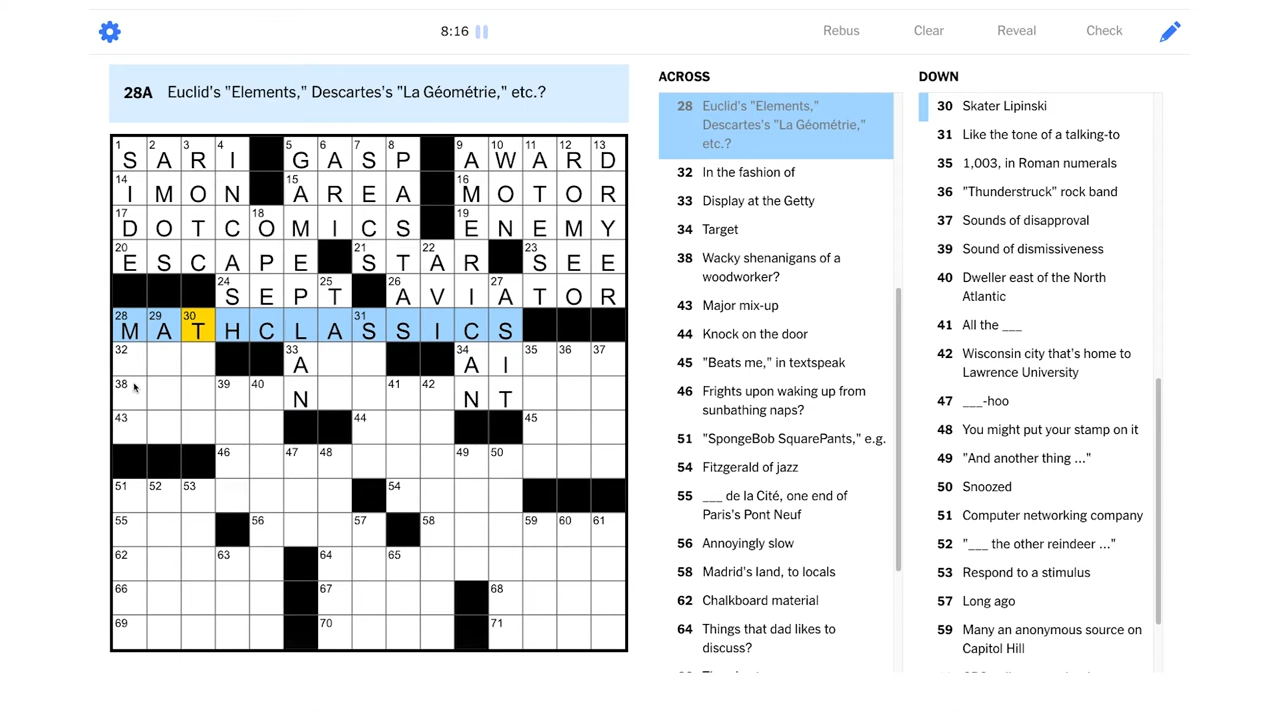 8:16
Rebus
Clear
Reveal
Check
28A Euclid's "Elements," Descartes's "La Géométrie," etc.?
1 2 3 4 5 6 7 8 9 10 11 12 13
S A R I G A S P A W A R D
14 15 16
I M O N A R E A M O T O R
17 18 19
D O T C O M I C S E N E M Y
20 21 22 23
E S C A P E S T A R S E E
24 25 26 27
S E P T A V I A T O R
28 29 30 31
M A T H C L A S S I C S
32 33 34 35 36 37
A A I
38 39 40 41 42
N N T
43 44 45
46 47 48 49 50
51 52 53 54
55 56 57 58 59 60 61
62 63 64 65
66 67 68
69 70 71
ACROSS
28 Euclid's "Elements,"
Descartes's "La Géométrie,"
etc.?
32 In the fashion of
33 Display at the Getty
34 Target
38 Wacky shenanigans of a
woodworker?
43 Major mix-up
44 Knock on the door
45 "Beats me," in textspeak
46 Frights upon waking up from
sunbathing naps?
51 "SpongeBob SquarePants," e.g.
54 Fitzgerald of jazz
55 ___ de la Cité, one end of
Paris's Pont Neuf
56 Annoyingly slow
58 Madrid's land, to locals
62 Chalkboard material
64 Things that dad likes to
discuss?
DOWN
30 Skater Lipinski
31 Like the tone of a talking-to
35 1,003, in Roman numerals
36 "Thunderstruck" rock band
37 Sounds of disapproval
39 Sound of dismissiveness
40 Dweller east of the North
Atlantic
41 All the ___
42 Wisconsin city that's home to
Lawrence University
47 ___-hoo
48 You might put your stamp on it
49 "And another thing ..."
50 Snoozed
51 Computer networking company
52 "___ the other reindeer ..."
53 Respond to a stimulus
57 Long ago
59 Many an anonymous source on
Capitol Hill